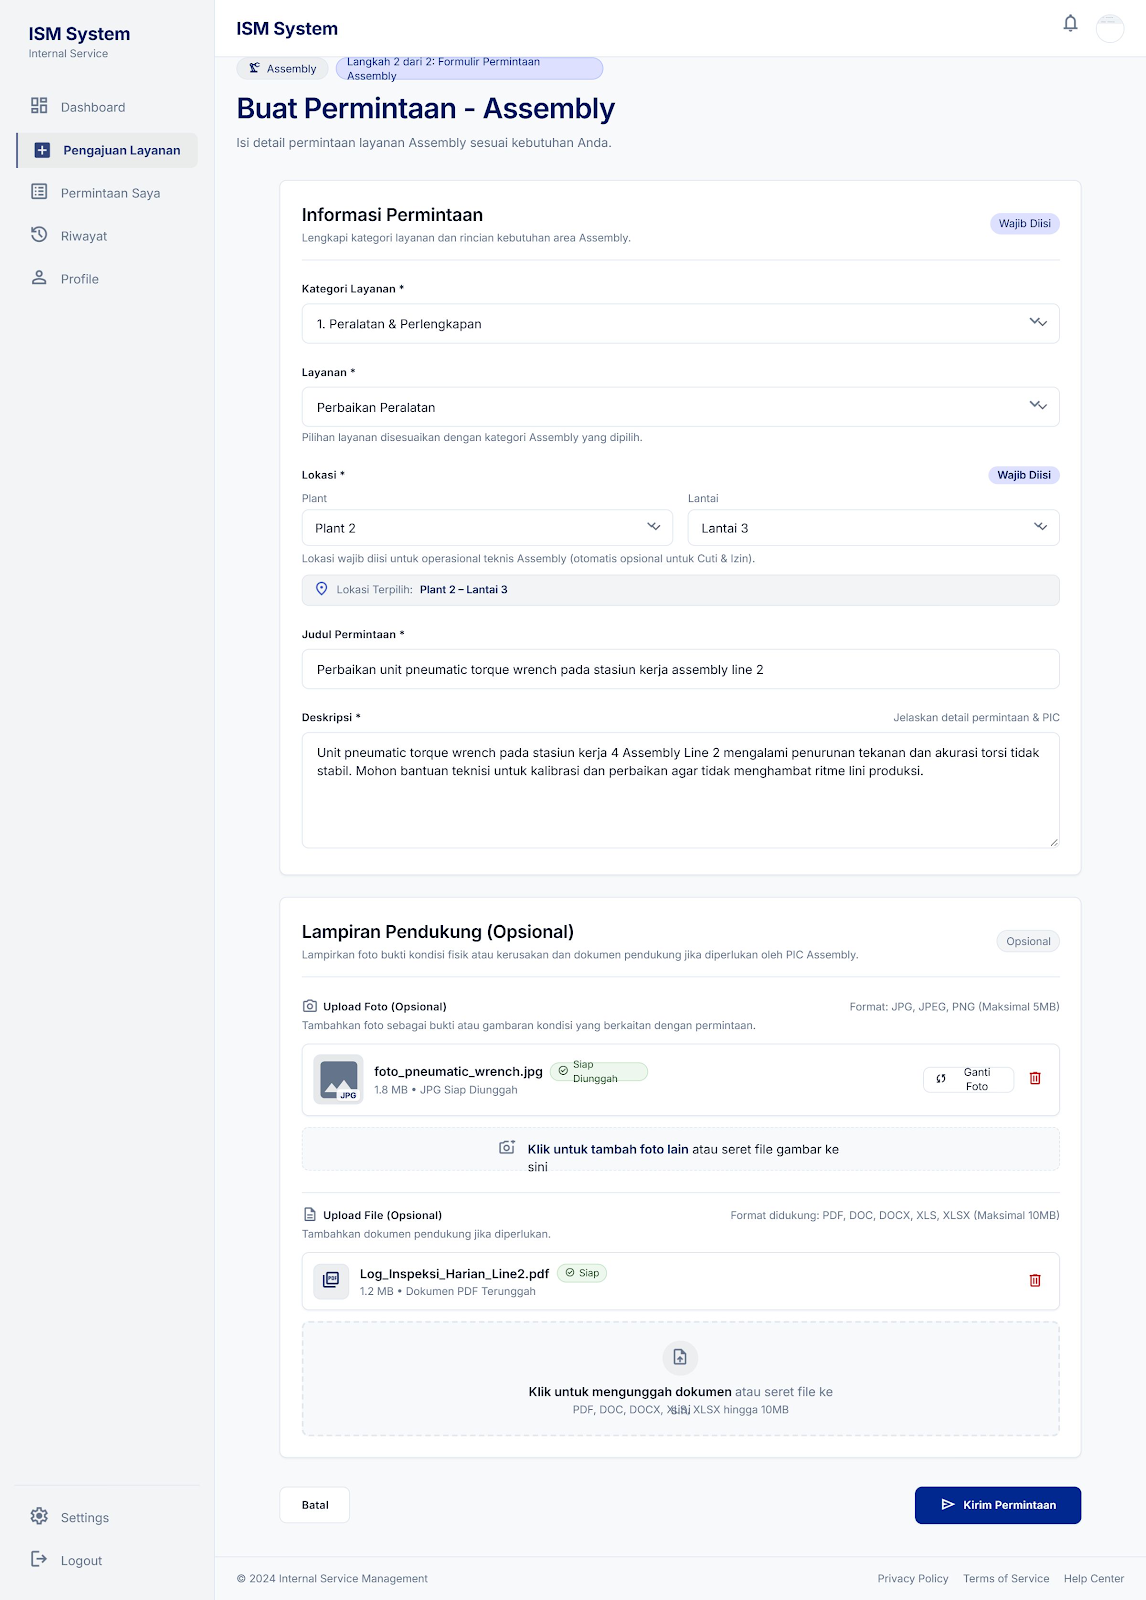 ISM System
Internal Service
Dashboard
Pengajuan Layanan
Permintaan Saya
Riwayat
Profile
Settings
Logout
ISM System
Assembly
Langkah 2 dari 2: Formulir Permintaan
Assembly
Buat Permintaan - Assembly
Isi detail permintaan layanan Assembly sesuai kebutuhan Anda.
Informasi Permintaan
Wajib Diisi
Lengkapi kategori layanan dan rincian kebutuhan area Assembly.
Kategori Layanan *
1. Peralatan & Perlengkapan
Layanan *
Perbaikan Peralatan
Pilihan layanan disesuaikan dengan kategori Assembly yang dipilih.
Lokasi *
Wajib Diisi
Plant
Lantai
Plant 2
Lantai 3
Lokasi wajib diisi untuk operasional teknis Assembly (otomatis opsional untuk Cuti & Izin).
Lokasi Terpilih: Plant 2 – Lantai 3
Judul Permintaan *
Perbaikan unit pneumatic torque wrench pada stasiun kerja assembly line 2
Deskripsi *
Jelaskan detail permintaan & PIC
Unit pneumatic torque wrench pada stasiun kerja 4 Assembly Line 2 mengalami penurunan tekanan dan akurasi torsi tidak
stabil. Mohon bantuan teknisi untuk kalibrasi dan perbaikan agar tidak menghambat ritme lini produksi.
Lampiran Pendukung (Opsional)
Opsional
Lampirkan foto bukti kondisi fisik atau kerusakan dan dokumen pendukung jika diperlukan oleh PIC Assembly.
Upload Foto (Opsional)
Format: JPG, JPEG, PNG (Maksimal 5MB)
Tambahkan foto sebagai bukti atau gambaran kondisi yang berkaitan dengan permintaan.
JPG
foto_pneumatic_wrench.jpg
Siap
Diunggah
1.8 MB • JPG Siap Diunggah
Ganti
Foto
Klik untuk tambah foto lain atau seret file gambar ke
sini
Upload File (Opsional)
Format didukung: PDF, DOC, DOCX, XLS, XLSX (Maksimal 10MB)
Tambahkan dokumen pendukung jika diperlukan.
PDF
Log_Inspeksi_Harian_Line2.pdf
Siap
1.2 MB • Dokumen PDF Terunggah
Klik untuk mengunggah dokumen atau seret file ke
sini
PDF, DOC, DOCX, XLS, XLSX hingga 10MB
Batal
Kirim Permintaan
© 2024 Internal Service Management
Privacy Policy
Terms of Service
Help Center